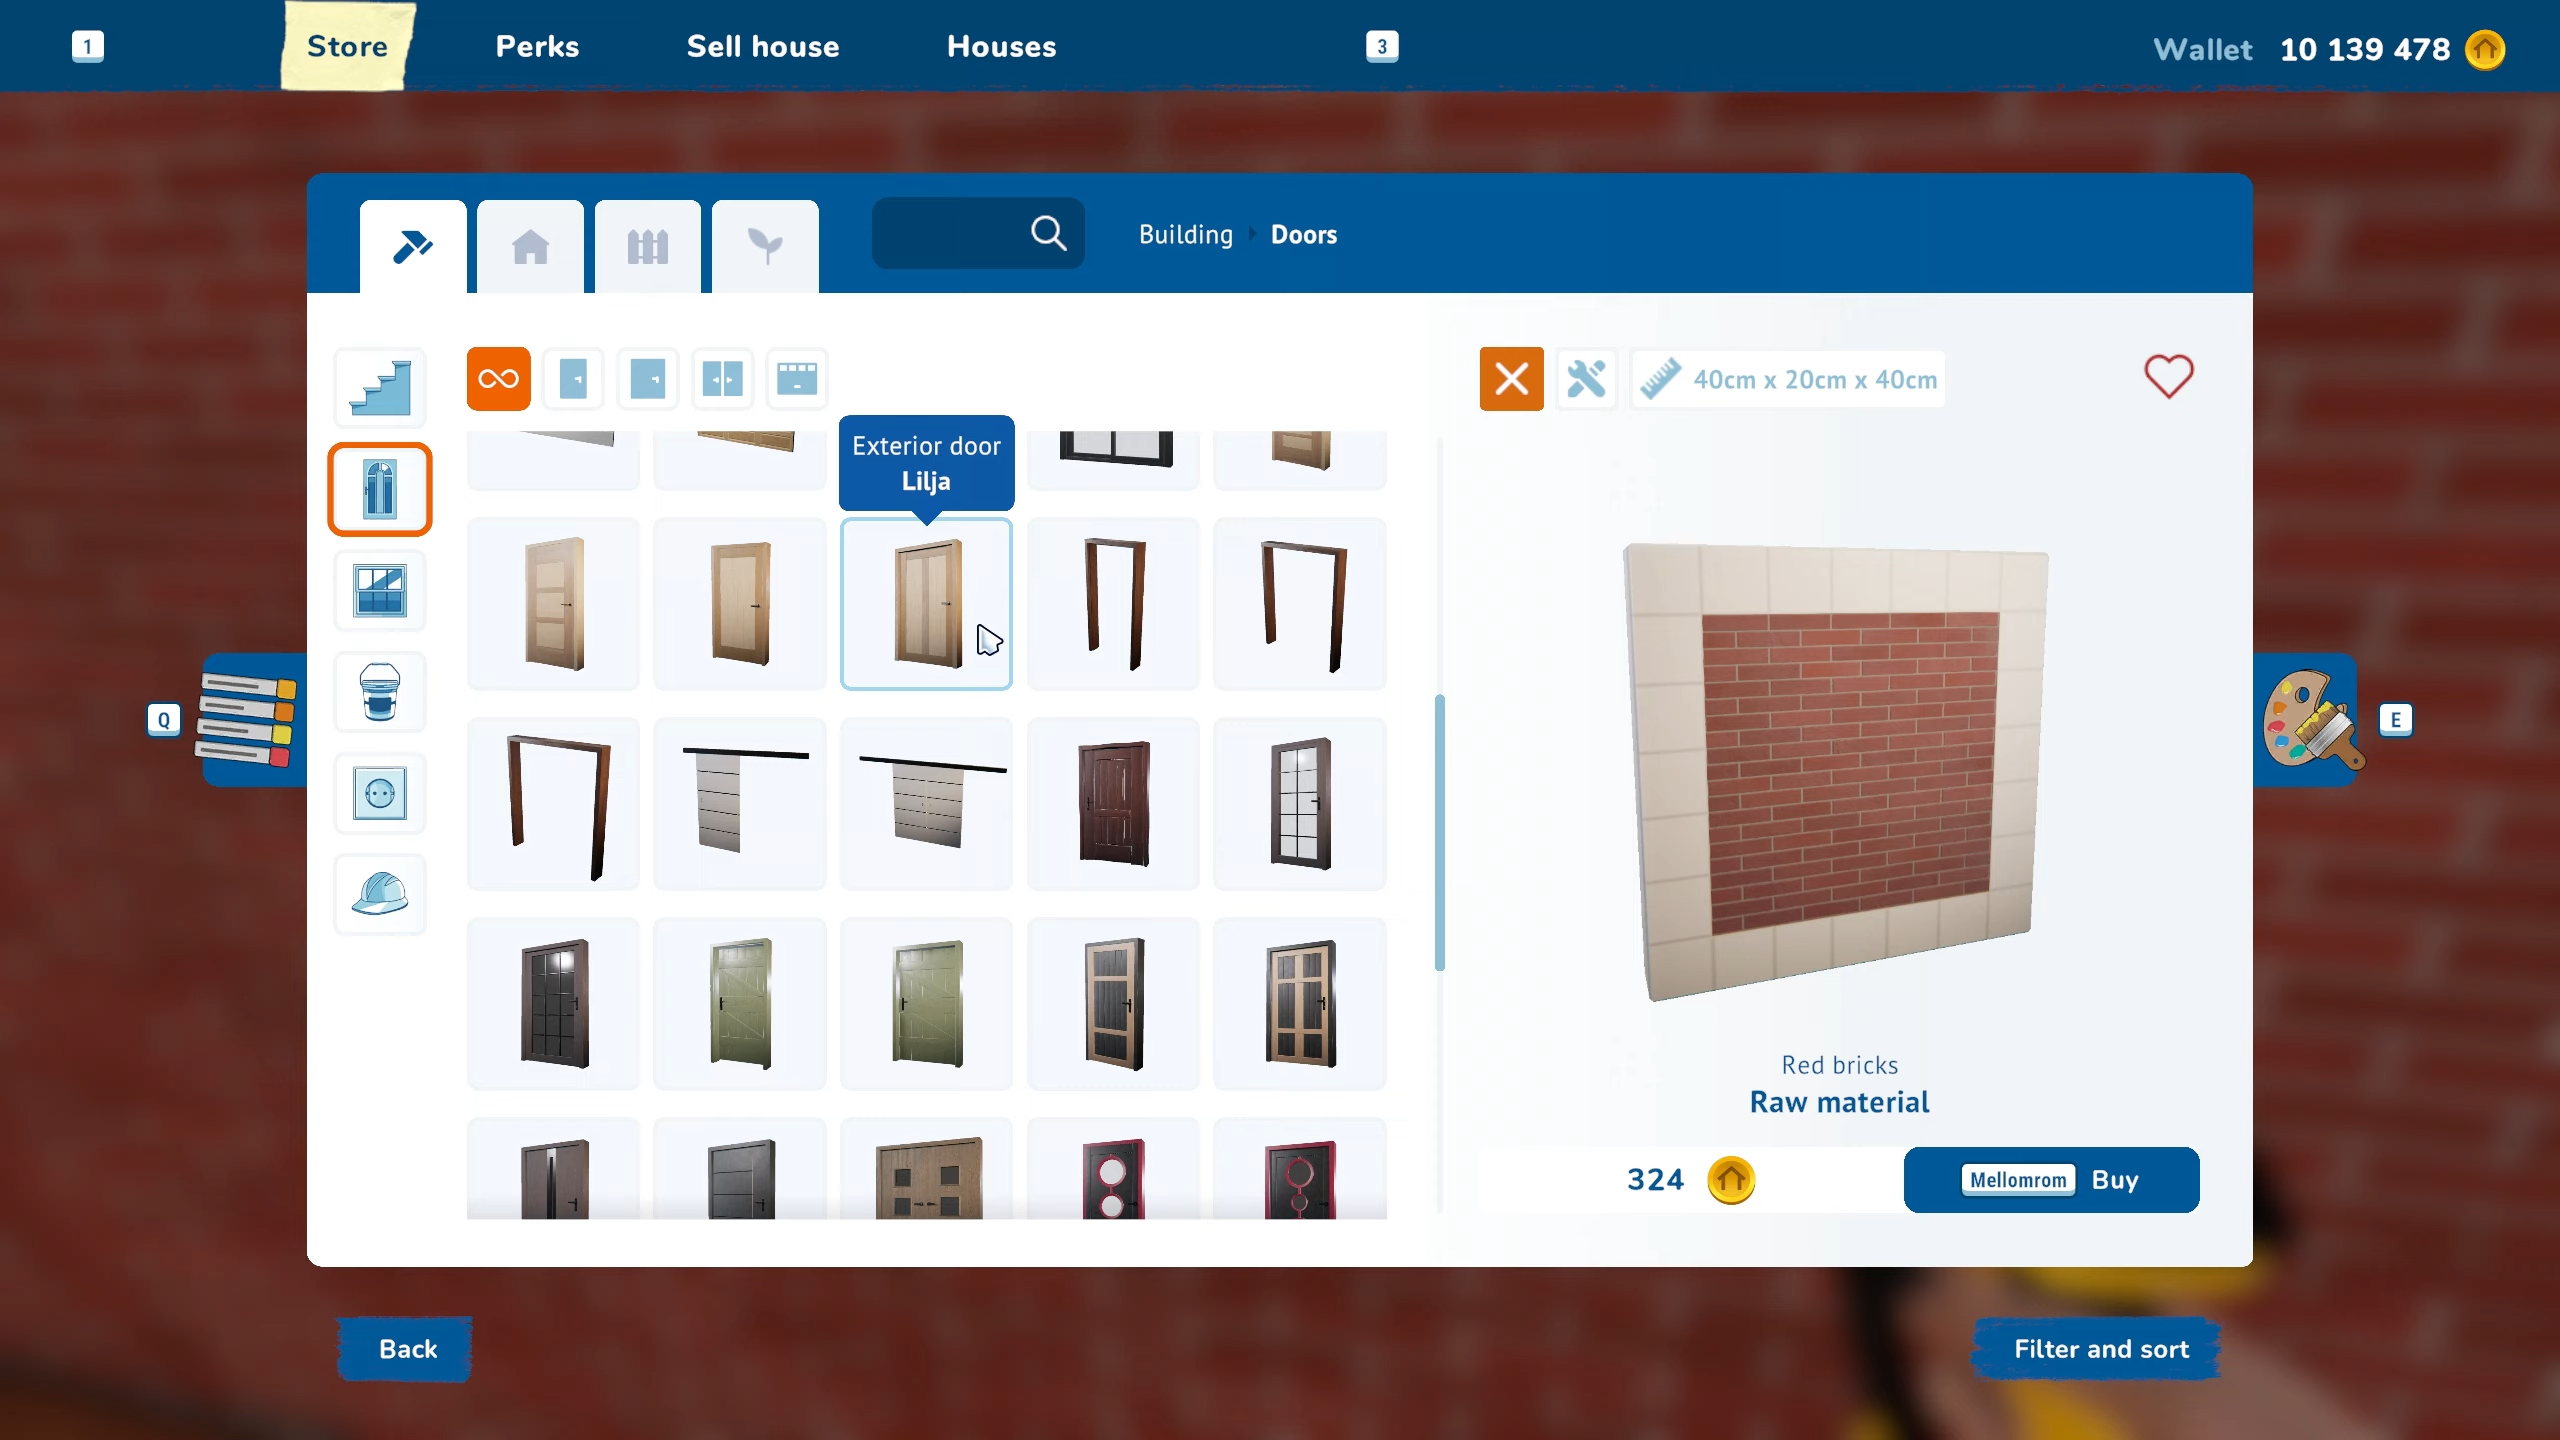 1
Store
Perks
Sell house
Houses
3
Wallet 10 139 478
Building
Doors
40cm x 20cm x 40cm
Exterior door
Lilja
Q
E
Red bricks
Raw material
324
Mellomrom Buy
Back
Filter and sort